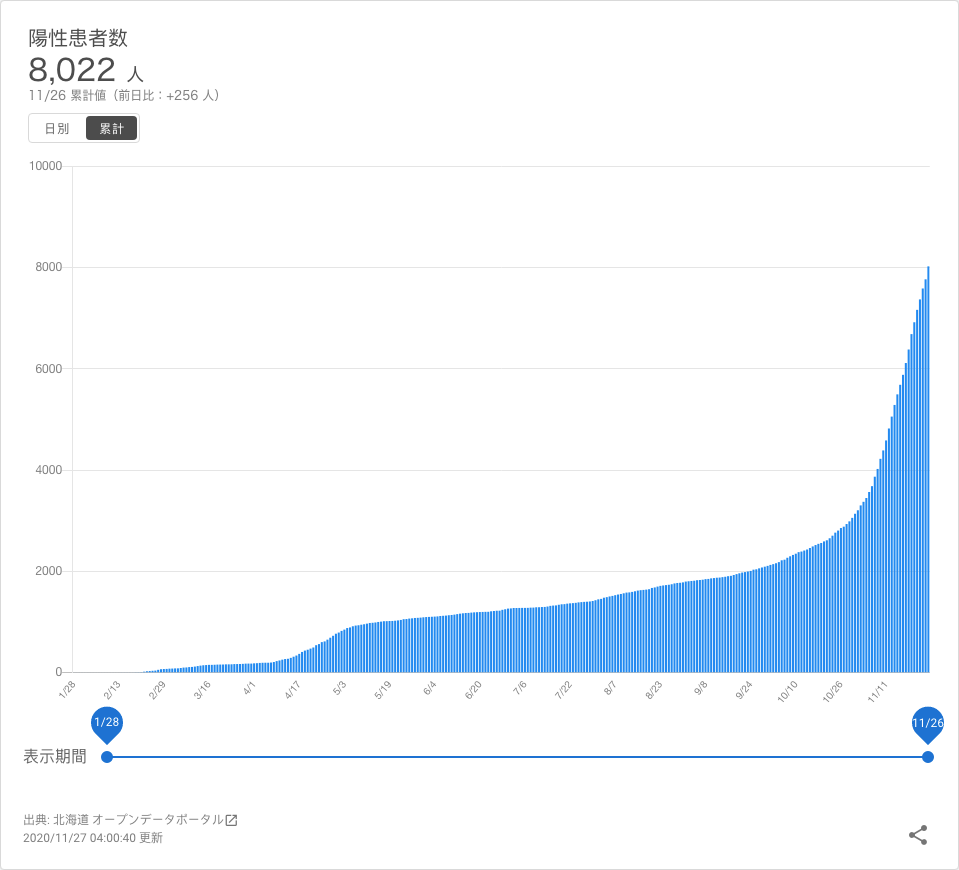 陽性患者数
8,022 人
11/26 累計値（前日比：+256 人）
日別 累計
10000
8000
6000
4000
2000
0
1/28 2/13 2/29 3/16 4/1 4/17 5/3 5/19 6/4 6/20 7/6 7/22 8/7 8/23 9/8 9/24 10/10 10/26 11/11
1/28 11/26
表示期間
出典: 北海道 オープンデータポータル
2020/11/27 04:00:40 更新